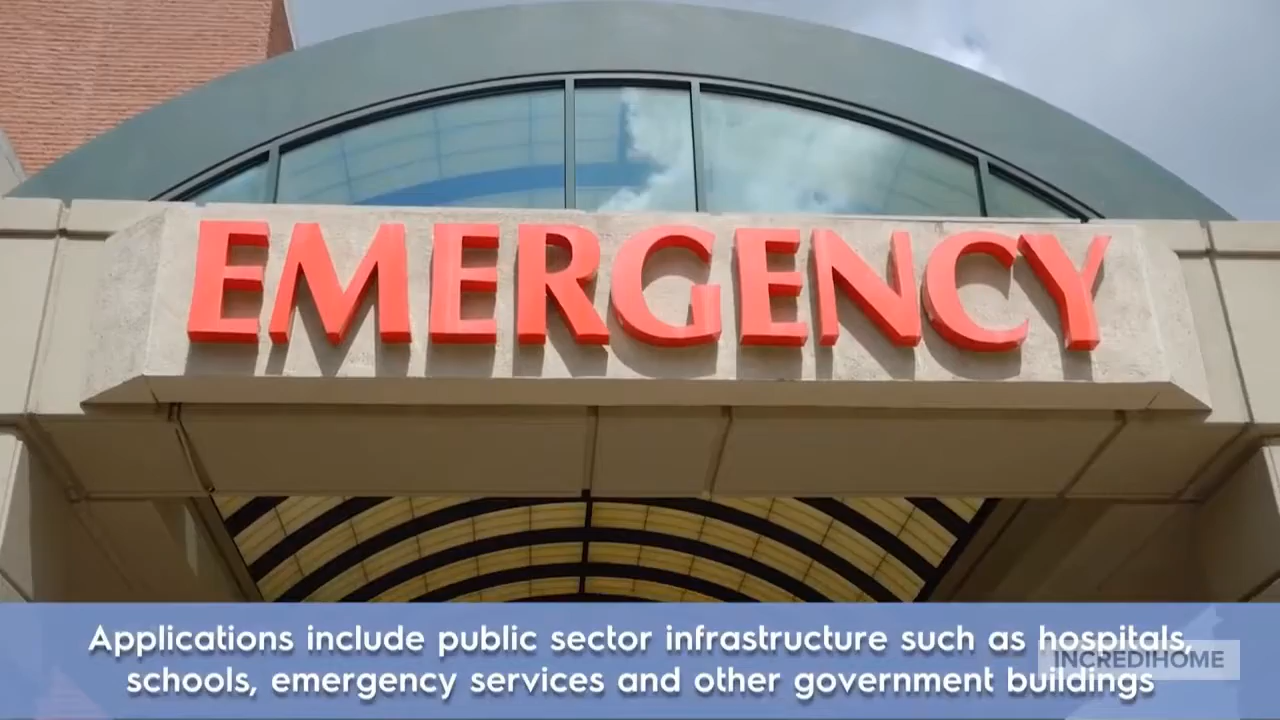 EMERGENCY
Applications include public sector infrastructure such as hospitals,
schools, emergency services and other government buildings
INCREDIHOME